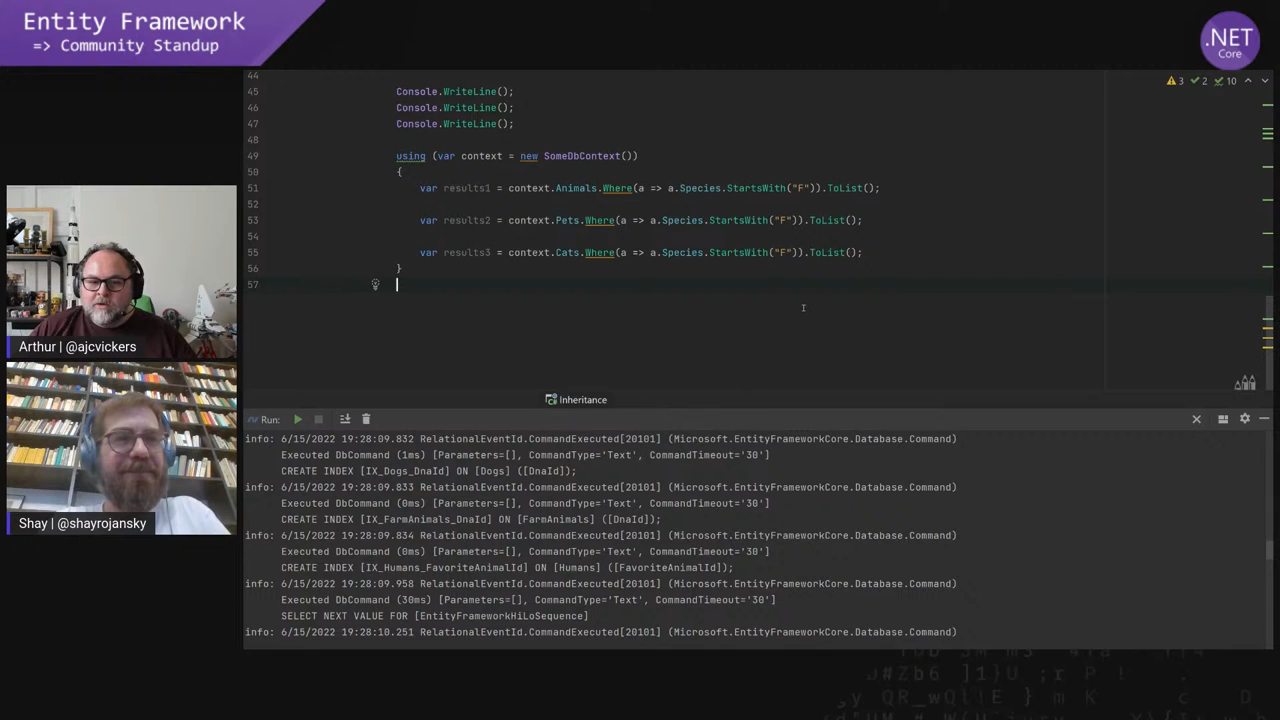 Entity Framework
=> Community Standup
.NET
Core
3 2 10
44
45 Console.WriteLine();
46 Console.WriteLine();
47 Console.WriteLine();
48
49 using (var context = new SomeDbContext())
50 {
51 var results1 = context.Animals.Where(a => a.Species.StartsWith("F")).ToList();
52
53 var results2 = context.Pets.Where(a => a.Species.StartsWith("F")).ToList();
54
55 var results3 = context.Cats.Where(a => a.Species.StartsWith("F")).ToList();
56 }
57
Arthur | @ajcvickers
Shay | @shayrojansky
Inheritance
Run:
info: 6/15/2022 19:28:09.832 RelationalEventId.CommandExecuted[20101] (Microsoft.EntityFrameworkCore.Database.Command)
Executed DbCommand (1ms) [Parameters=[], CommandType='Text', CommandTimeout='30']
CREATE INDEX [IX_Dogs_DnaId] ON [Dogs] ([DnaId]);
info: 6/15/2022 19:28:09.833 RelationalEventId.CommandExecuted[20101] (Microsoft.EntityFrameworkCore.Database.Command)
Executed DbCommand (0ms) [Parameters=[], CommandType='Text', CommandTimeout='30']
CREATE INDEX [IX_FarmAnimals_DnaId] ON [FarmAnimals] ([DnaId]);
info: 6/15/2022 19:28:09.834 RelationalEventId.CommandExecuted[20101] (Microsoft.EntityFrameworkCore.Database.Command)
Executed DbCommand (0ms) [Parameters=[], CommandType='Text', CommandTimeout='30']
CREATE INDEX [IX_Humans_FavoriteAnimalId] ON [Humans] ([FavoriteAnimalId]);
info: 6/15/2022 19:28:09.958 RelationalEventId.CommandExecuted[20101] (Microsoft.EntityFrameworkCore.Database.Command)
Executed DbCommand (30ms) [Parameters=[], CommandType='Text', CommandTimeout='30']
SELECT NEXT VALUE FOR [EntityFrameworkHiLoSequence]
info: 6/15/2022 19:28:10.251 RelationalEventId.CommandExecuted[20101] (Microsoft.EntityFrameworkCore.Database.Command)